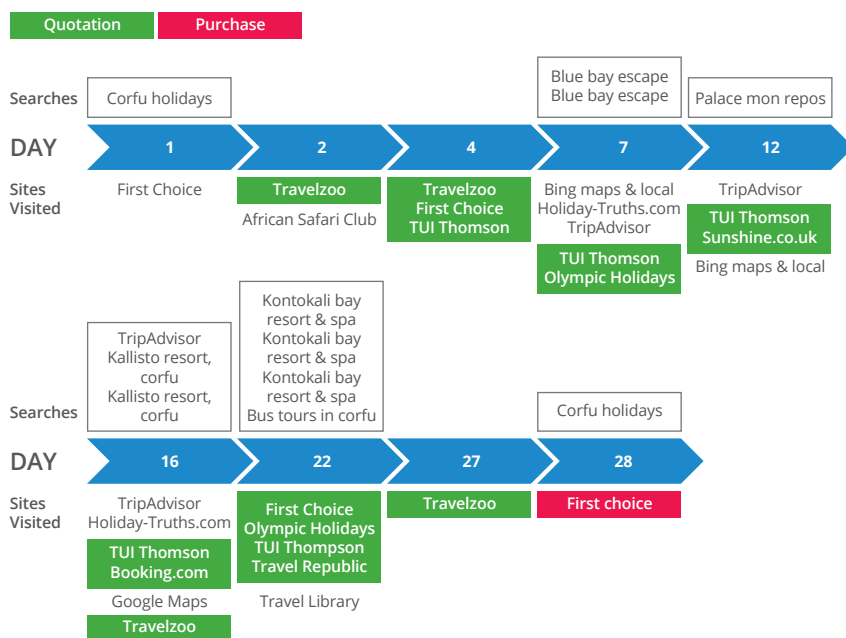 Quotation
Purchase
Searches
Corfu holidays
Blue bay escape
Blue bay escape
Palace mon repos
DAY
1
2
4
7
12
Sites
Visited
First Choice
Travelzoo
African Safari Club
Travelzoo
First Choice
TUI Thomson
Bing maps & local
Holiday-Truths.com
TripAdvisor
TUI Thomson
Olympic Holidays
TripAdvisor
TUI Thomson
Sunshine.co.uk
Bing maps & local
Searches
TripAdvisor
Kallisto resort,
corfu
Kallisto resort,
corfu
Kontokali bay
resort & spa
Kontokali bay
resort & spa
Kontokali bay
resort & spa
Bus tours in corfu
Corfu holidays
DAY
16
22
27
28
Sites
Visited
TripAdvisor
Holiday-Truths.com
TUI Thomson
Booking.com
Google Maps
Travelzoo
First Choice
Olympic Holidays
TUI Thompson
Travel Republic
Travel Library
Travelzoo
First choice